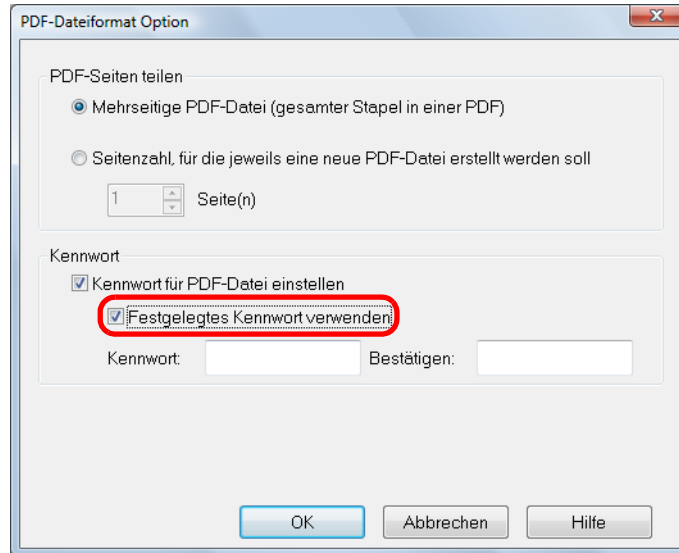 PDF-Dateiformat Option
PDF-Seiten teilen
Mehrseitige PDF-Datei (gesamter Stapel in einer PDF)
Seitenzahl, für die jeweils eine neue PDF-Datei erstellt werden soll
1 Seite(n)
Kennwort
Kennwort für PDF-Datei einstellen
Festgelegtes Kennwort verwenden
Kennwort: Bestätigen:
OK Abbrechen Hilfe